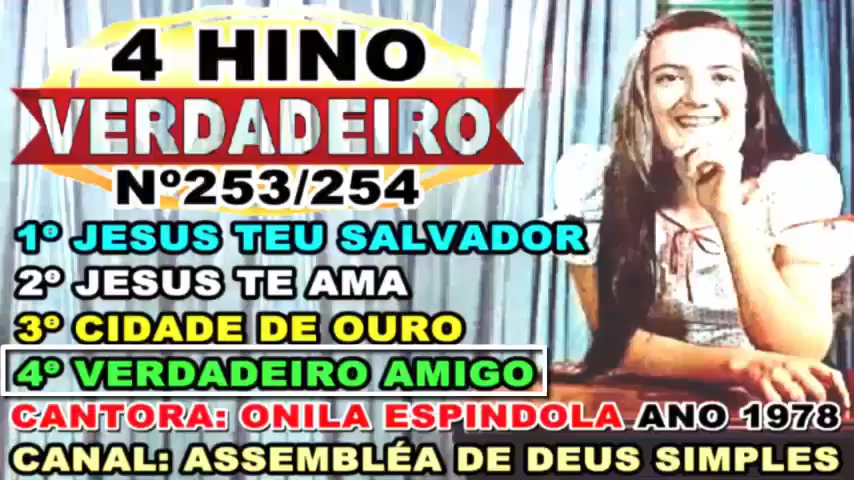 4 HINO
VERDADEIRO
Nº253/254
1º JESUS TEU SALVADOR
2º JESUS TE AMA
3º CIDADE DE OURO
4º VERDADEIRO AMIGO
CANTORA: ONILA ESPINDOLA ANO 1978
CANAL: ASSEMBLÉA DE DEUS SIMPLES